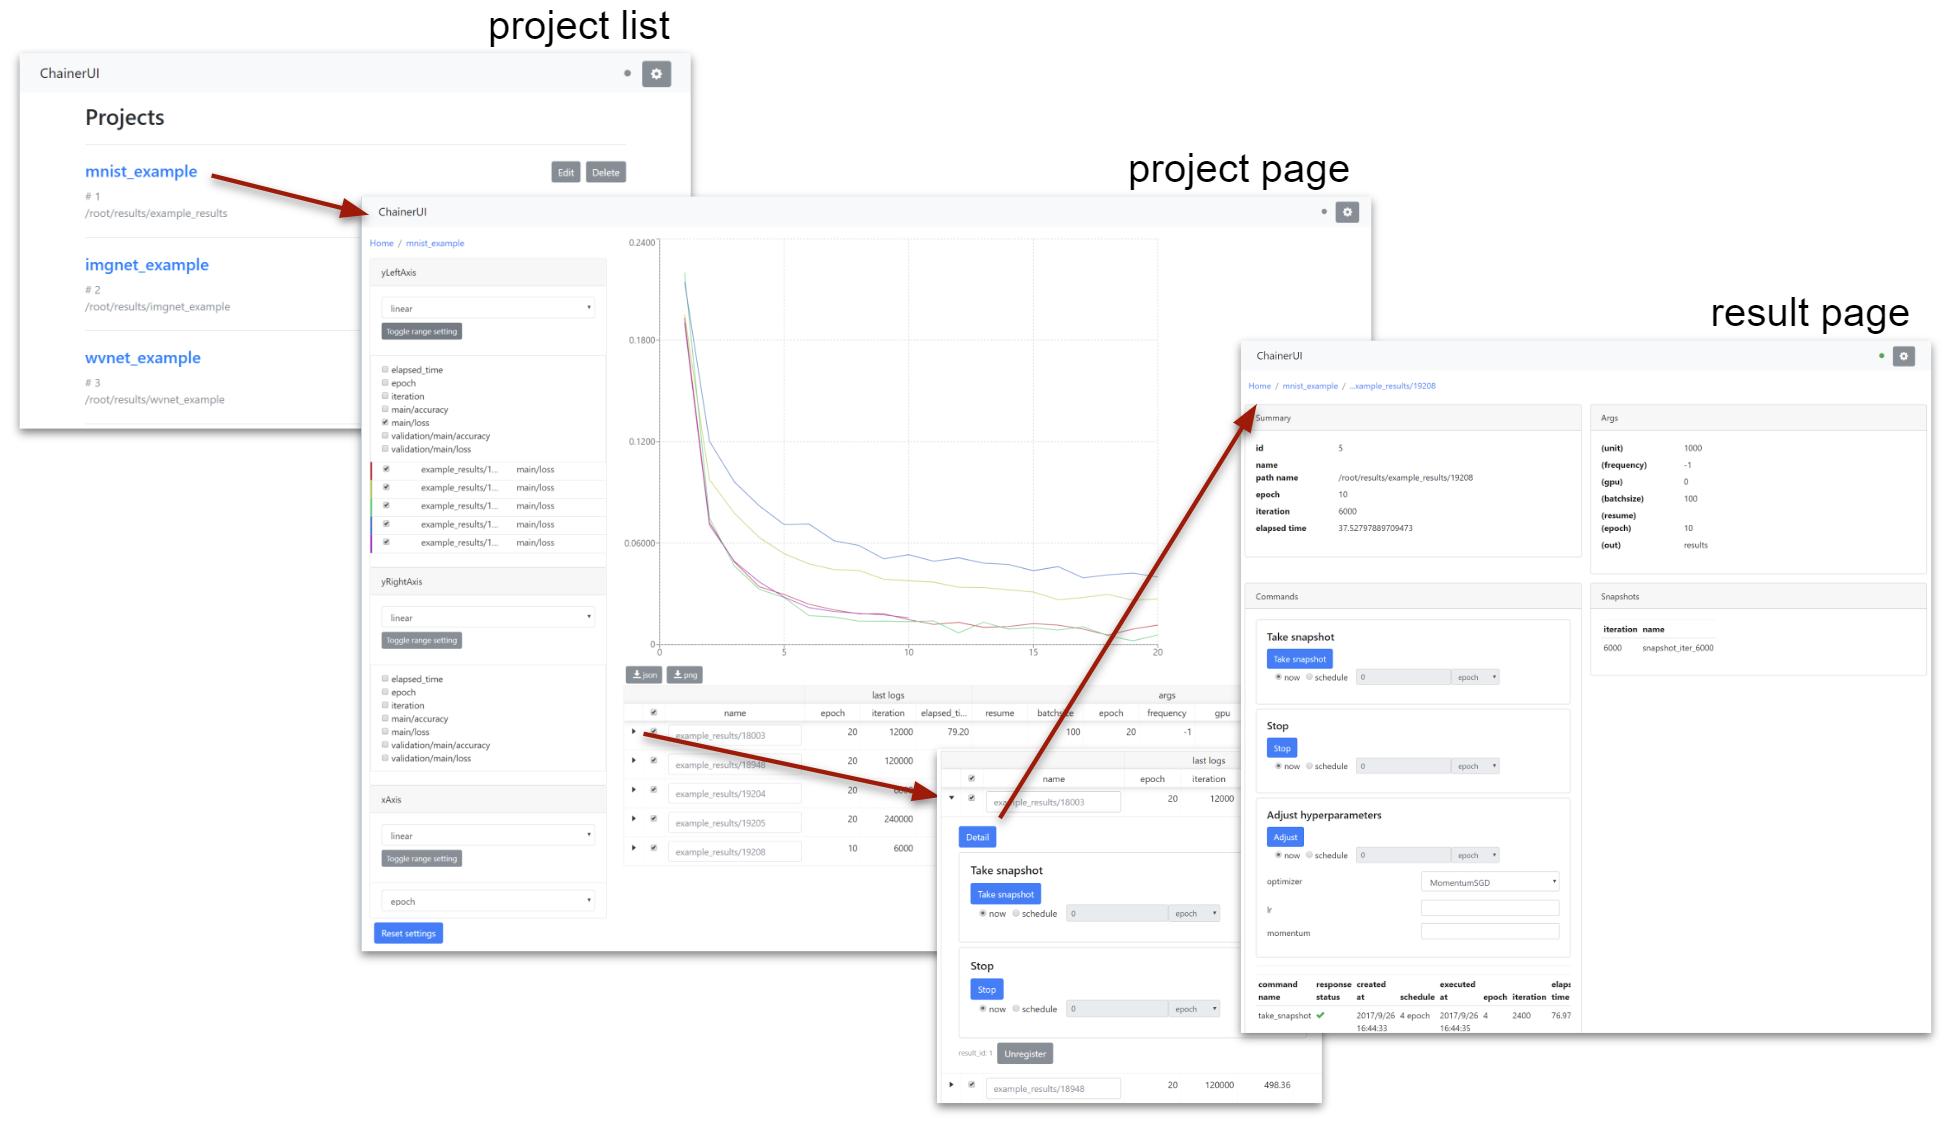 project list
ChainerUI
Projects
mnist_example
Edit Delete
# 1
/root/results/example_results
imgnet_example
# 2
/root/results/imgnet_example
wvnet_example
# 3
/root/results/wvnet_example
project page
ChainerUI
Home / mnist_example
yLeftAxis
linear
Toggle range setting
elapsed_time
epoch
iteration
main/accuracy
main/loss
validation/main/accuracy
validation/main/loss
example_results/1... main/loss
example_results/1... main/loss
example_results/1... main/loss
example_results/1... main/loss
example_results/1... main/loss
yRightAxis
linear
Toggle range setting
elapsed_time
epoch
iteration
main/accuracy
main/loss
validation/main/accuracy
validation/main/loss
xAxis
linear
Toggle range setting
epoch
Reset settings
0.2400
0.1800
0.1200
0.06000
0
0 5 10 15 20
json png
last logs args
name epoch iteration elapsed_ti... resume batchsize epoch frequency gpu
example_results/18003 20 12000 79.20 100 20 -1
example_results/18948 20 120000
example_results/19204 20
example_results/19205 20 240000
example_results/19208 10 6000
last logs
name epoch iteration
example_results/18003 20 12000
Detail
Take snapshot
Take snapshot
now schedule 0 epoch
Stop
Stop
now schedule 0 epoch
result_id: 1 Unregister
example_results/18948 20 120000 498.36
result page
ChainerUI
Home / mnist_example / ...xample_results/19208
Summary
id 5
name
path name /root/results/example_results/19208
epoch 10
iteration 6000
elapsed time 37.52797889709473
Args
(unit) 1000
(frequency) -1
(gpu) 0
(batchsize) 100
(resume)
(epoch) 10
(out) results
Commands
Take snapshot
Take snapshot
now schedule 0 epoch
Stop
Stop
now schedule 0 epoch
Adjust hyperparameters
Adjust
now schedule 0 epoch
optimizer MomentumSGD
lr
momentum
command name response status created at schedule executed at epoch iteration elaps time
take_snapshot 2017/9/26 16:44:33 4 epoch 2017/9/26 16:44:35 4 2400 76.97
Snapshots
iteration name
6000 snapshot_iter_6000